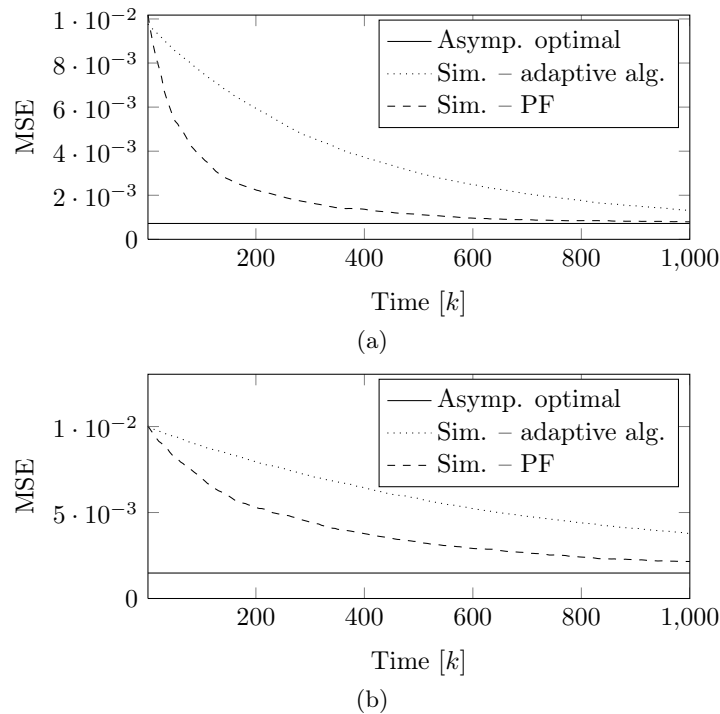 1 · 10⁻²
8 · 10⁻³
6 · 10⁻³
4 · 10⁻³
2 · 10⁻³
0
MSE
Asymp. optimal
Sim. – adaptive alg.
Sim. – PF
200 400 600 800 1,000
Time [k]
(a)
1 · 10⁻²
5 · 10⁻³
0
MSE
Asymp. optimal
Sim. – adaptive alg.
Sim. – PF
200 400 600 800 1,000
Time [k]
(b)